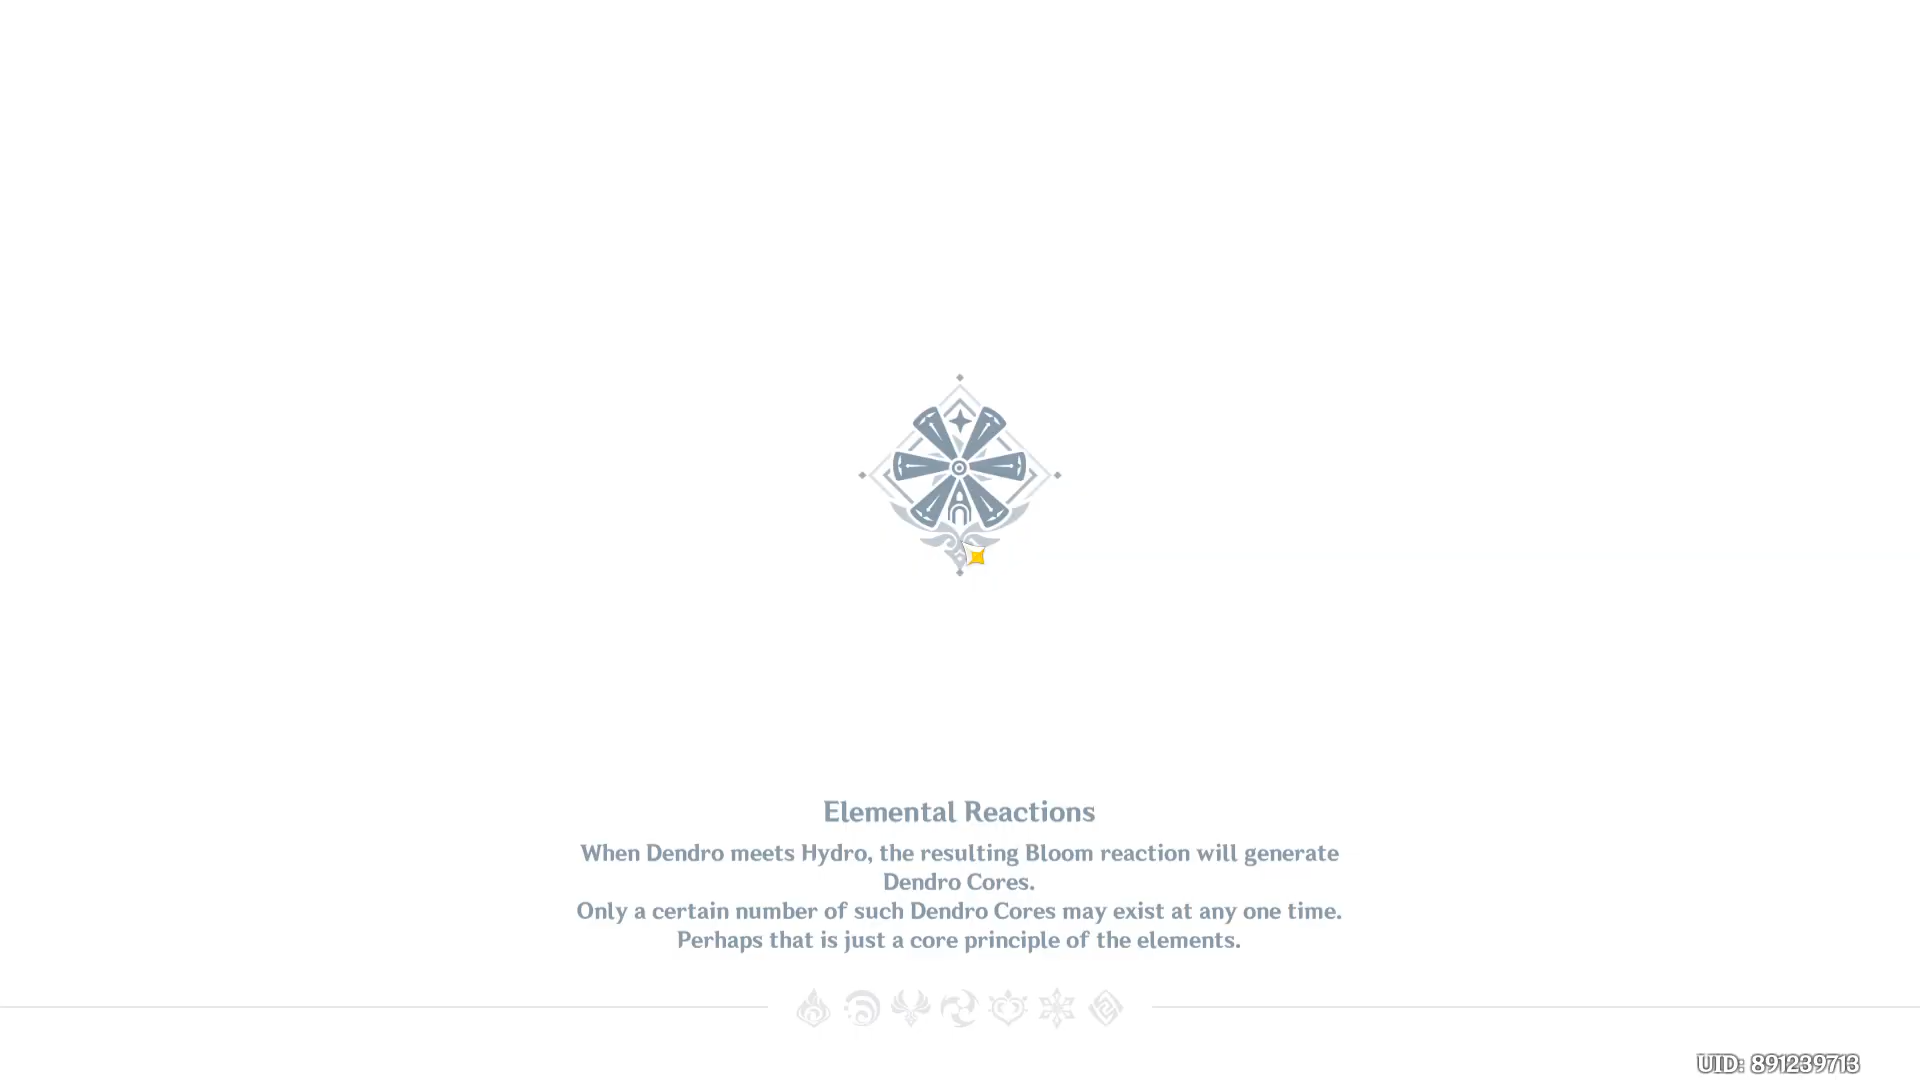 Elemental Reactions
When Dendro meets Hydro, the resulting Bloom reaction will generate
Dendro Cores.
Only a certain number of such Dendro Cores may exist at any one time.
Perhaps that is just a core principle of the elements.
UID: 891239713